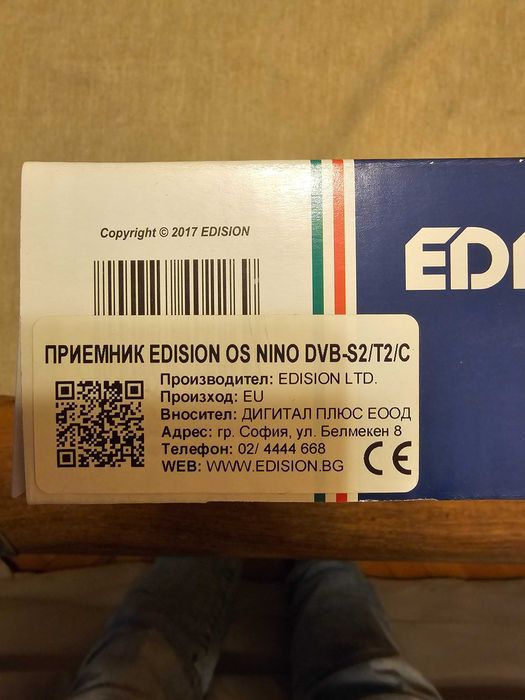 Copyright © 2017 EDISION
ПРИЕМНИК EDISION OS NINO DVB-S2/T2/C
Производител: EDISION LTD.
Произход: EU
Вносител: ДИГИТАЛ ПЛЮС ЕООД
Адрес: гр. София, ул. Белмекен 8
Телефон: 02/ 4444 668
WEB: WWW.EDISION.BG
CE